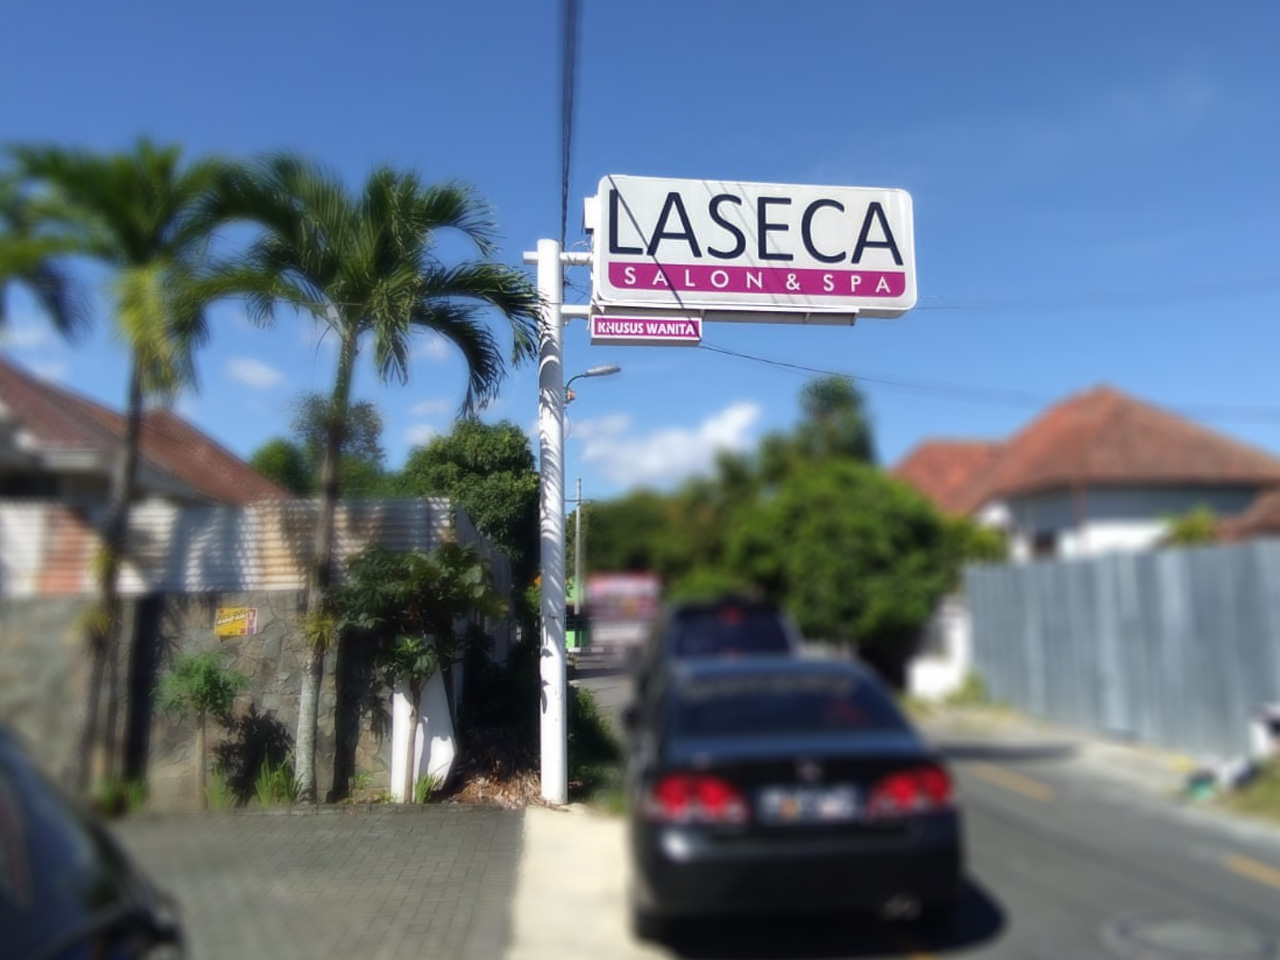 LASECA
SALON & SPA
KHUSUS WANITA